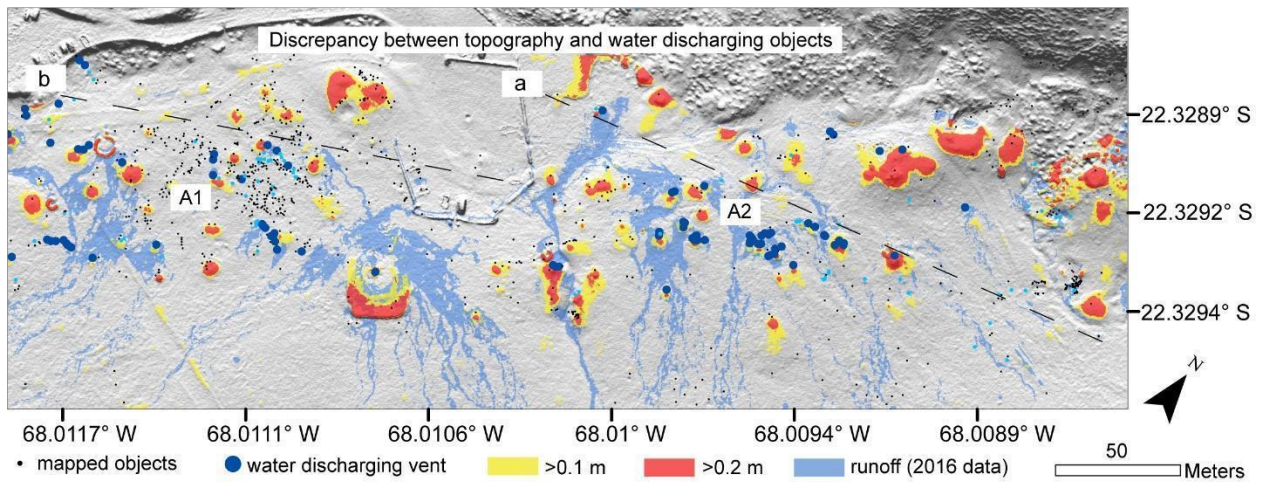 Discrepancy between topography and water discharging objects
b
a
22.3289° S
A1
A2
22.3292° S
22.3294° S
N
68.0117° W 68.0111° W 68.0106° W 68.01° W 68.0094° W 68.0089° W
50
mapped objects water discharging vent >0.1 m >0.2 m runoff (2016 data) Meters